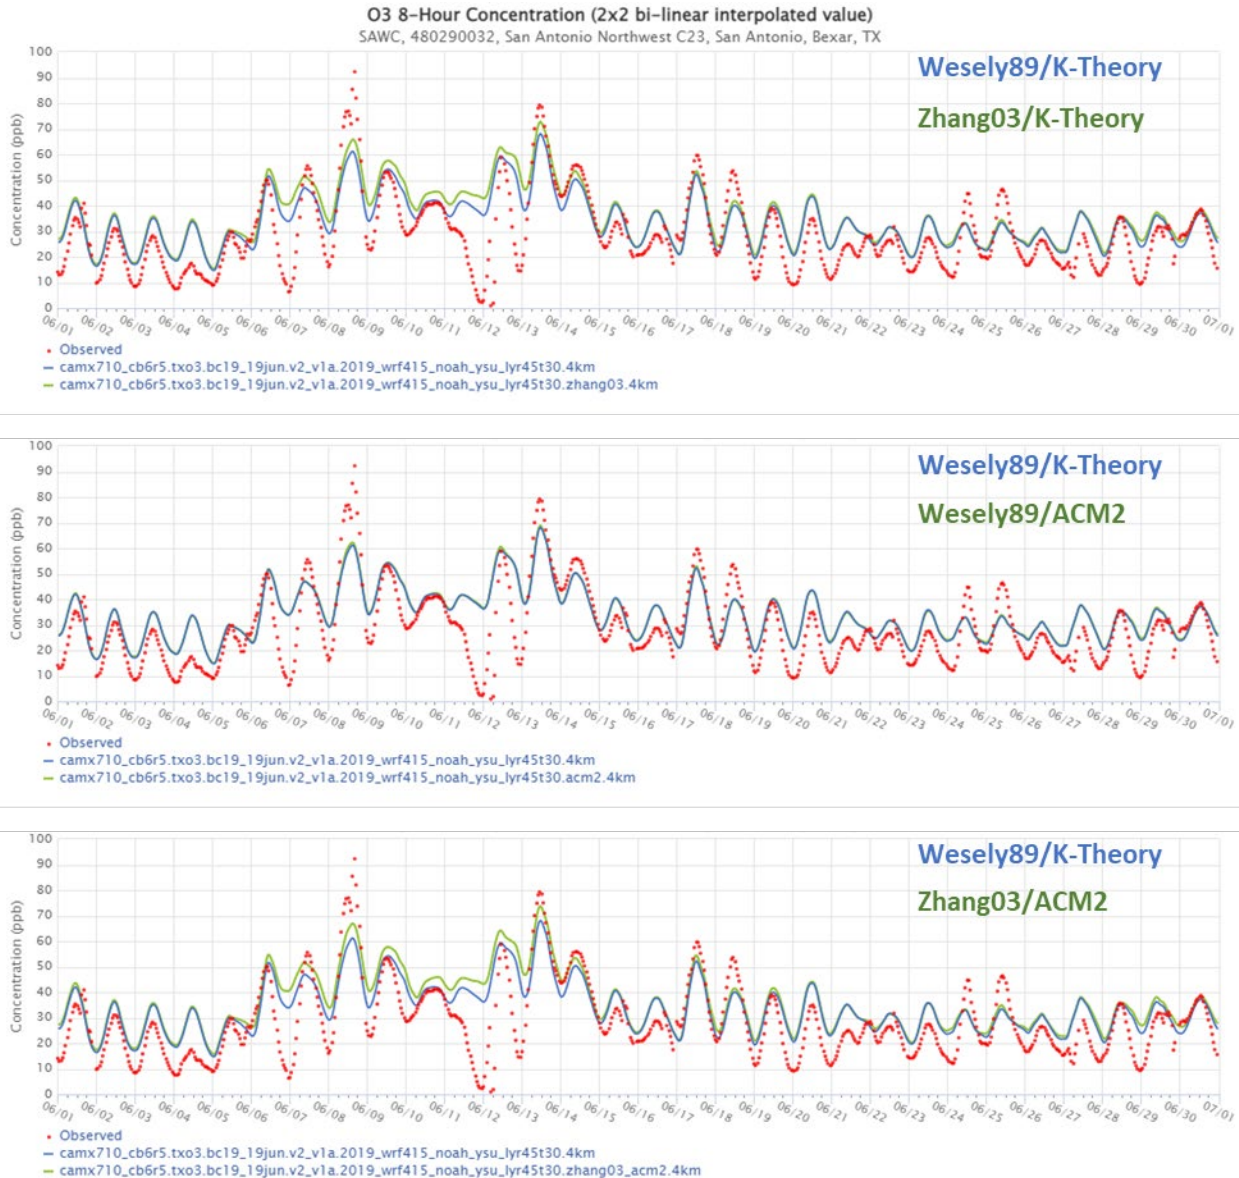 O3 8-Hour Concentration (2x2 bi-linear interpolated value)
SAWC, 480290032, San Antonio Northwest C23, San Antonio, Bexar, TX
Wesely89/K-Theory
Zhang03/K-Theory
Concentration (ppb)
100
90
80
70
60
50
40
30
20
10
0
06/01 06/02 06/03 06/04 06/05 06/06 06/07 06/08 06/09 06/10 06/11 06/12 06/13 06/14 06/15 06/16 06/17 06/18 06/19 06/20 06/21 06/22 06/23 06/24 06/25 06/26 06/27 06/28 06/29 06/30 07/01
Observed
camx710_cb6r5.txo3.bc19_19jun.v2_v1a.2019_wrf415_noah_ysu_lyr45t30.4km
camx710_cb6r5.txo3.bc19_19jun.v2_v1a.2019_wrf415_noah_ysu_lyr45t30.zhang03.4km
Wesely89/K-Theory
Wesely89/ACM2
Concentration (ppb)
100
90
80
70
60
50
40
30
20
10
0
06/01 06/02 06/03 06/04 06/05 06/06 06/07 06/08 06/09 06/10 06/11 06/12 06/13 06/14 06/15 06/16 06/17 06/18 06/19 06/20 06/21 06/22 06/23 06/24 06/25 06/26 06/27 06/28 06/29 06/30 07/01
Observed
camx710_cb6r5.txo3.bc19_19jun.v2_v1a.2019_wrf415_noah_ysu_lyr45t30.4km
camx710_cb6r5.txo3.bc19_19jun.v2_v1a.2019_wrf415_noah_ysu_lyr45t30.acm2.4km
Wesely89/K-Theory
Zhang03/ACM2
Concentration (ppb)
100
90
80
70
60
50
40
30
20
10
0
06/01 06/02 06/03 06/04 06/05 06/06 06/07 06/08 06/09 06/10 06/11 06/12 06/13 06/14 06/15 06/16 06/17 06/18 06/19 06/20 06/21 06/22 06/23 06/24 06/25 06/26 06/27 06/28 06/29 06/30 07/01
Observed
camx710_cb6r5.txo3.bc19_19jun.v2_v1a.2019_wrf415_noah_ysu_lyr45t30.4km
camx710_cb6r5.txo3.bc19_19jun.v2_v1a.2019_wrf415_noah_ysu_lyr45t30.zhang03_acm2.4km